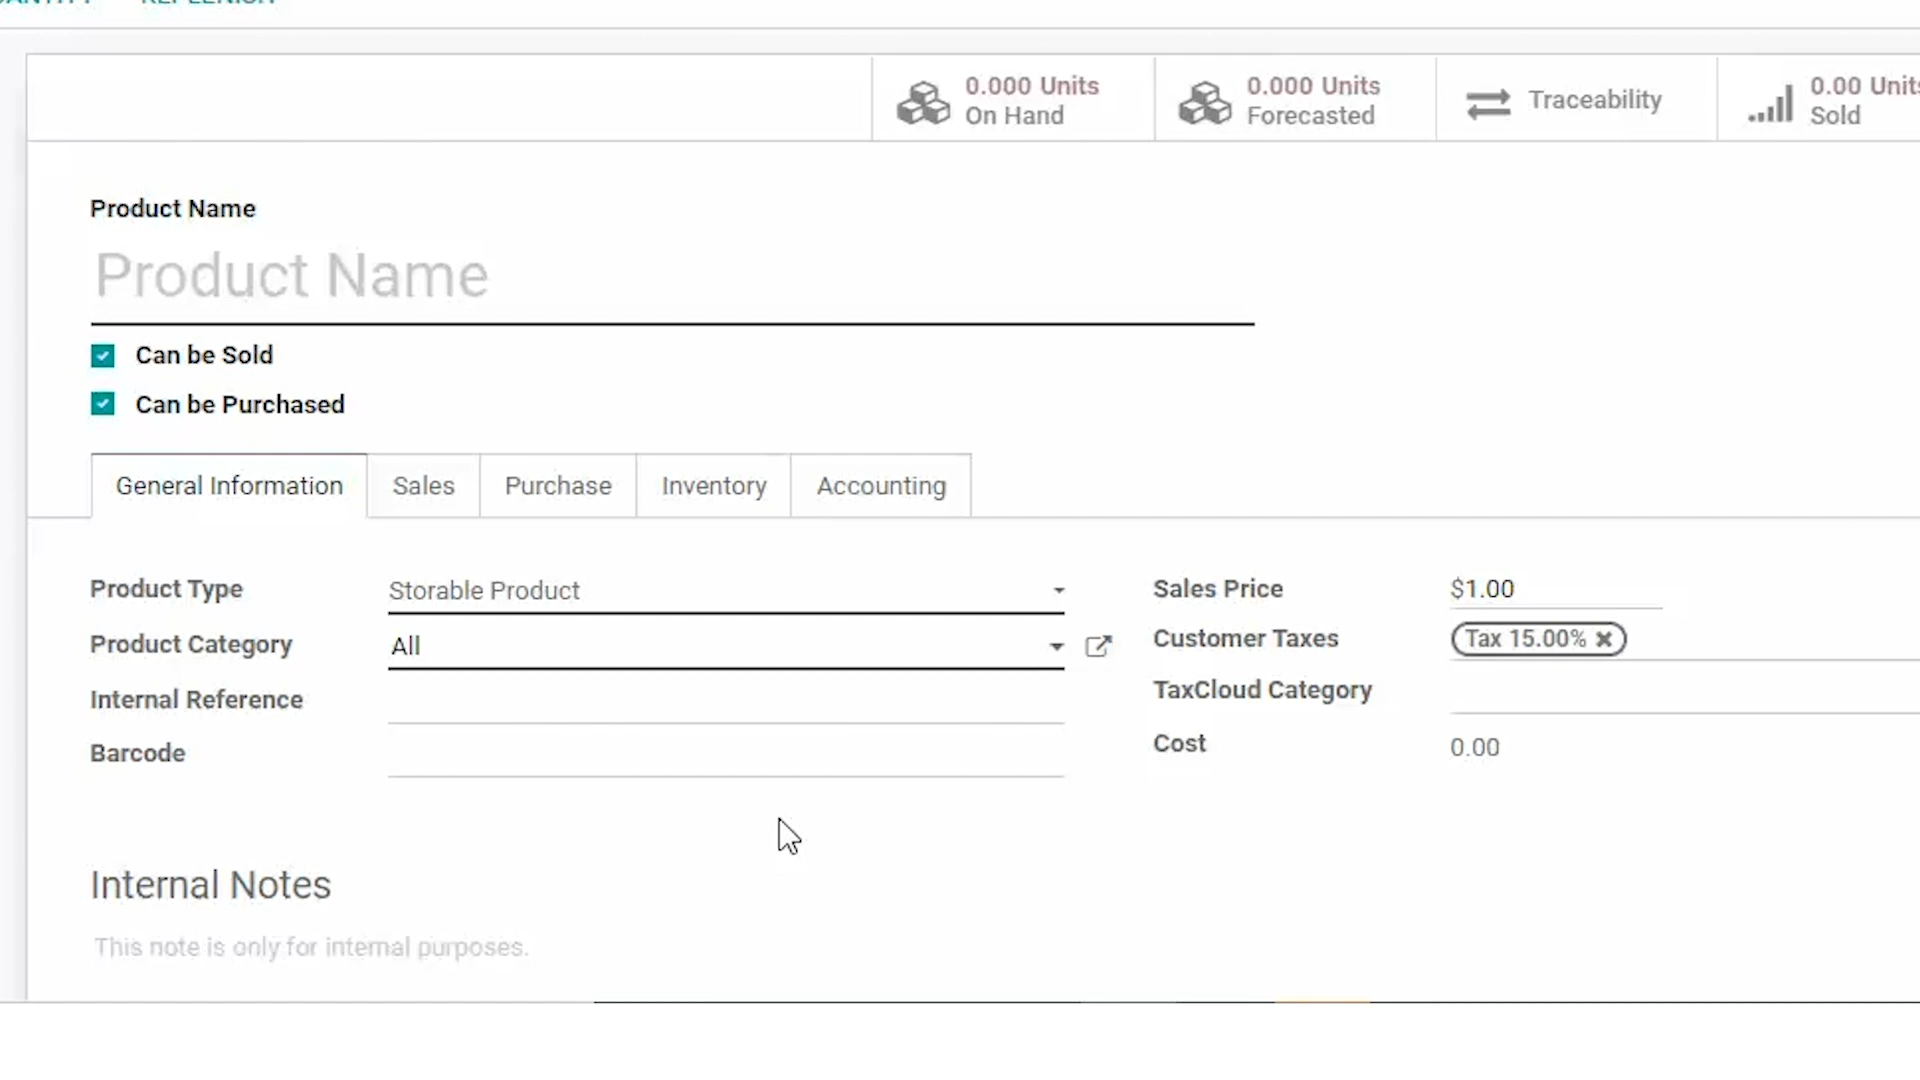 REPLENISH
0.000 Units
On Hand
0.000 Units
Forecasted
Traceability
0.00 Units
Sold
Product Name
Product Name
Can be Sold
Can be Purchased
General Information
Sales
Purchase
Inventory
Accounting
Product Type
Storable Product
Sales Price
$1.00
Product Category
All
Customer Taxes
Tax 15.00%
Internal Reference
TaxCloud Category
Barcode
Cost
0.00
Internal Notes
This note is only for internal purposes.